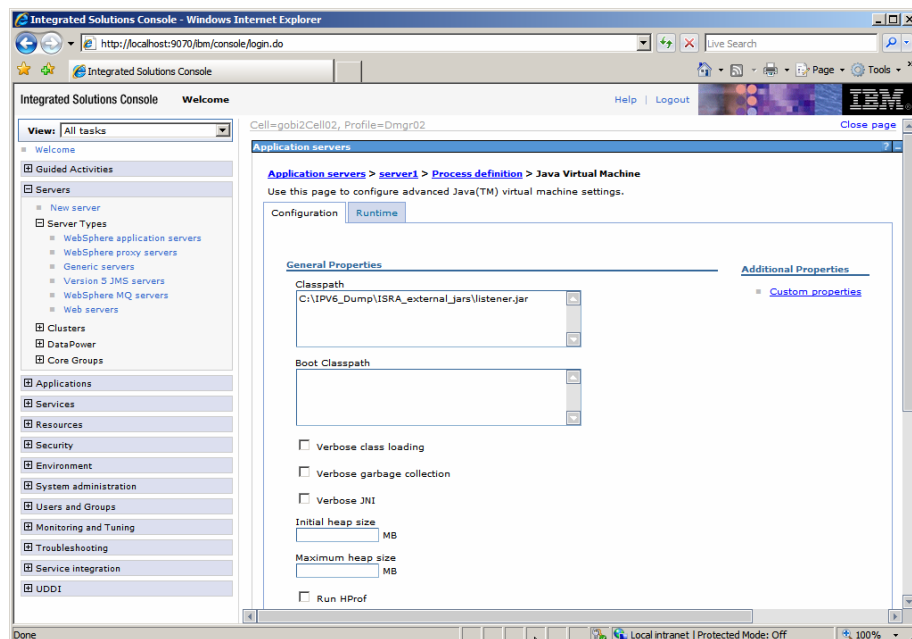 Integrated Solutions Console - Windows Internet Explorer
http://localhost:9070/ibm/console/login.do
Live Search
Integrated Solutions Console
Page
Tools
Integrated Solutions Console Welcome
Help | Logout
IBM
View: All tasks
Cell=gobi2Cell02, Profile=Dmgr02
Close page
Welcome
Guided Activities
Servers
New server
Server Types
WebSphere application servers
WebSphere proxy servers
Generic servers
Version 5 JMS servers
WebSphere MQ servers
Web servers
Clusters
DataPower
Core Groups
Applications
Services
Resources
Security
Environment
System administration
Users and Groups
Monitoring and Tuning
Troubleshooting
Service integration
UDDI
Application servers
Application servers > server1 > Process definition > Java Virtual Machine
Use this page to configure advanced Java(TM) virtual machine settings.
Configuration Runtime
General Properties
Classpath
C:\IPV6_Dump\ISRA_external_jars\listener.jar
Boot Classpath
Verbose class loading
Verbose garbage collection
Verbose JNI
Initial heap size
MB
Maximum heap size
MB
Run HProf
Additional Properties
Custom properties
Done
Local intranet | Protected Mode: Off
100%